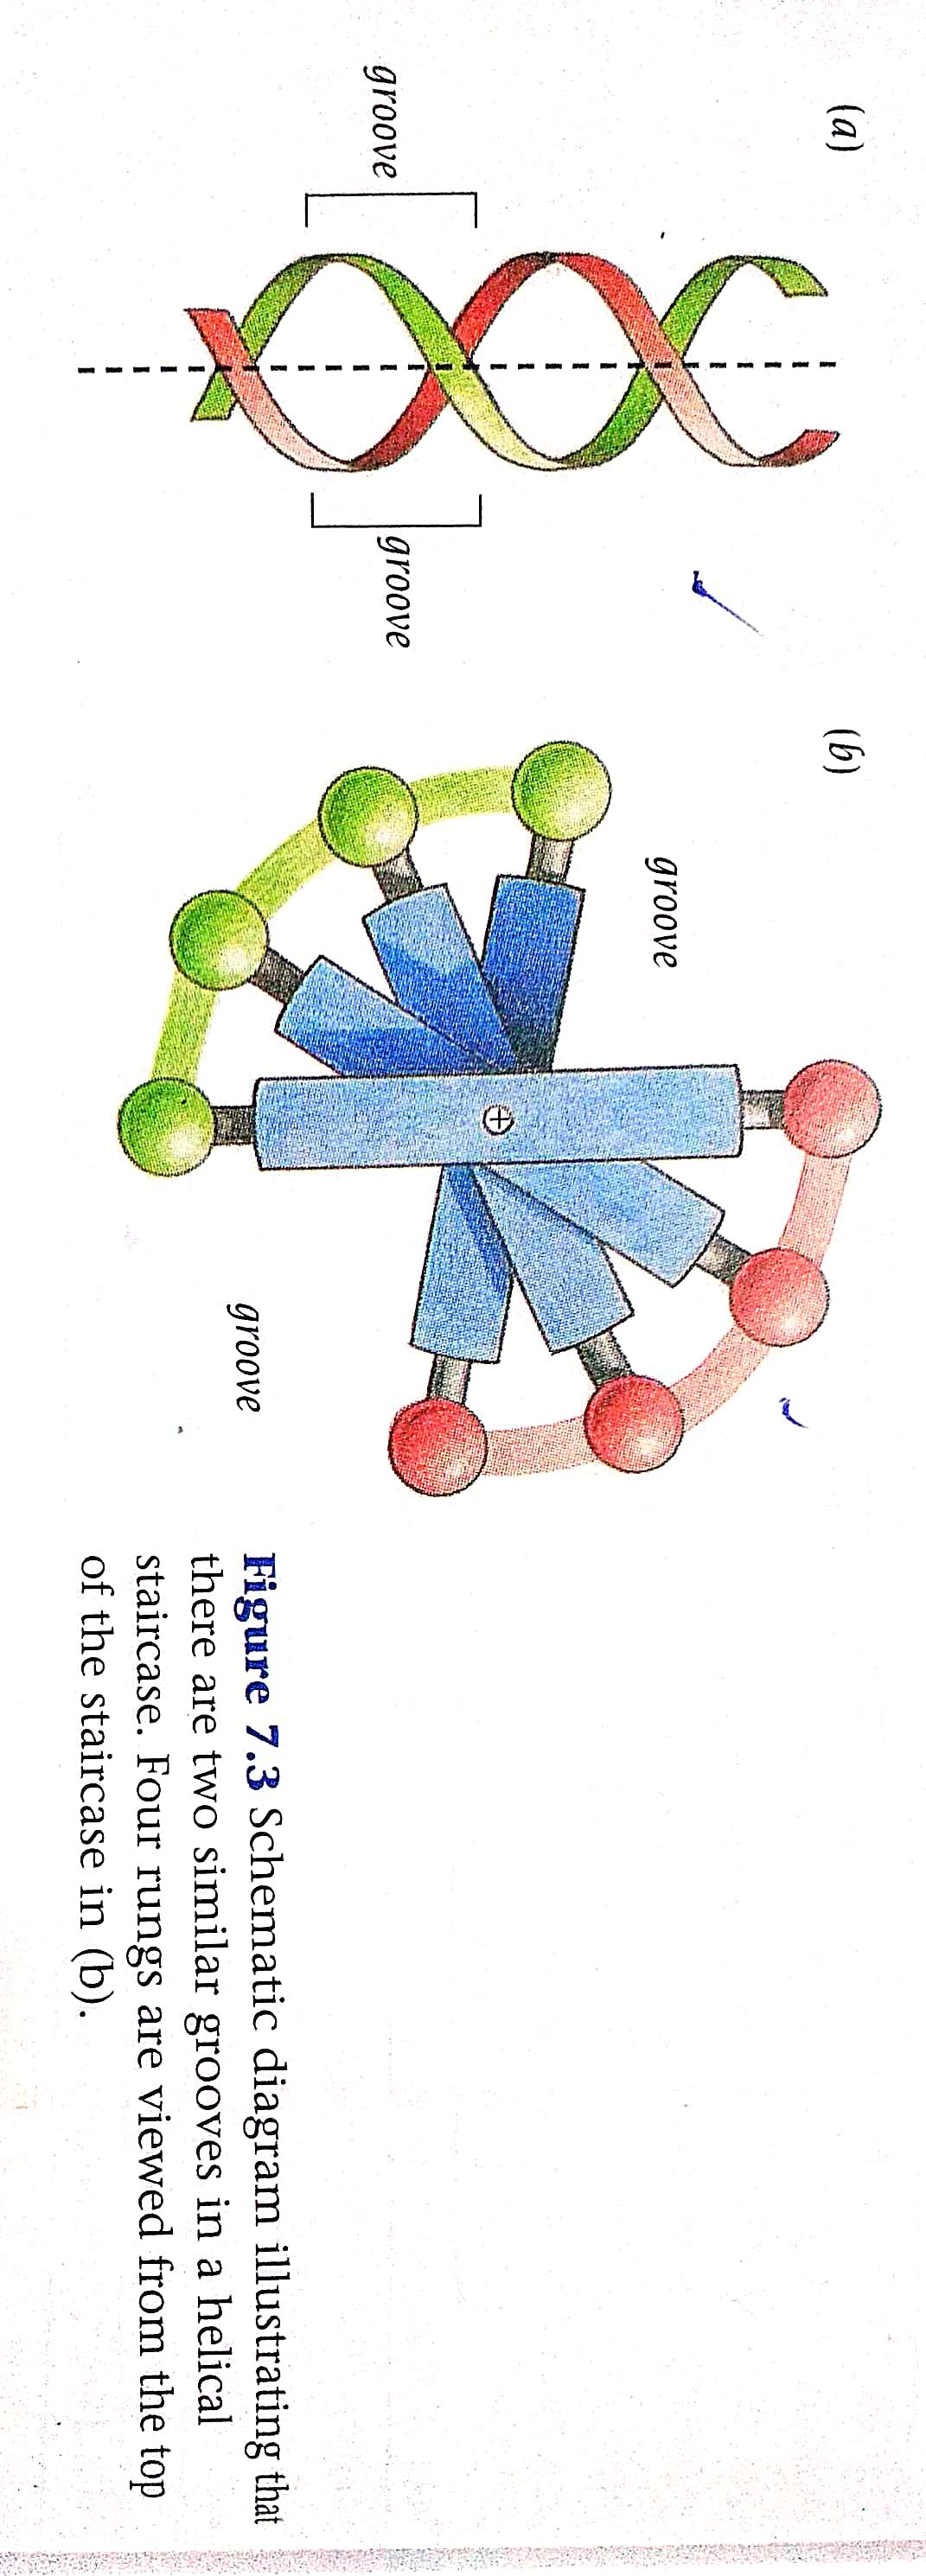 (a)
groove
groove
(b)
groove
groove
Figure 7.3 Schematic diagram illustrating that
there are two similar grooves in a helical
staircase. Four rungs are viewed from the top
of the staircase in (b).